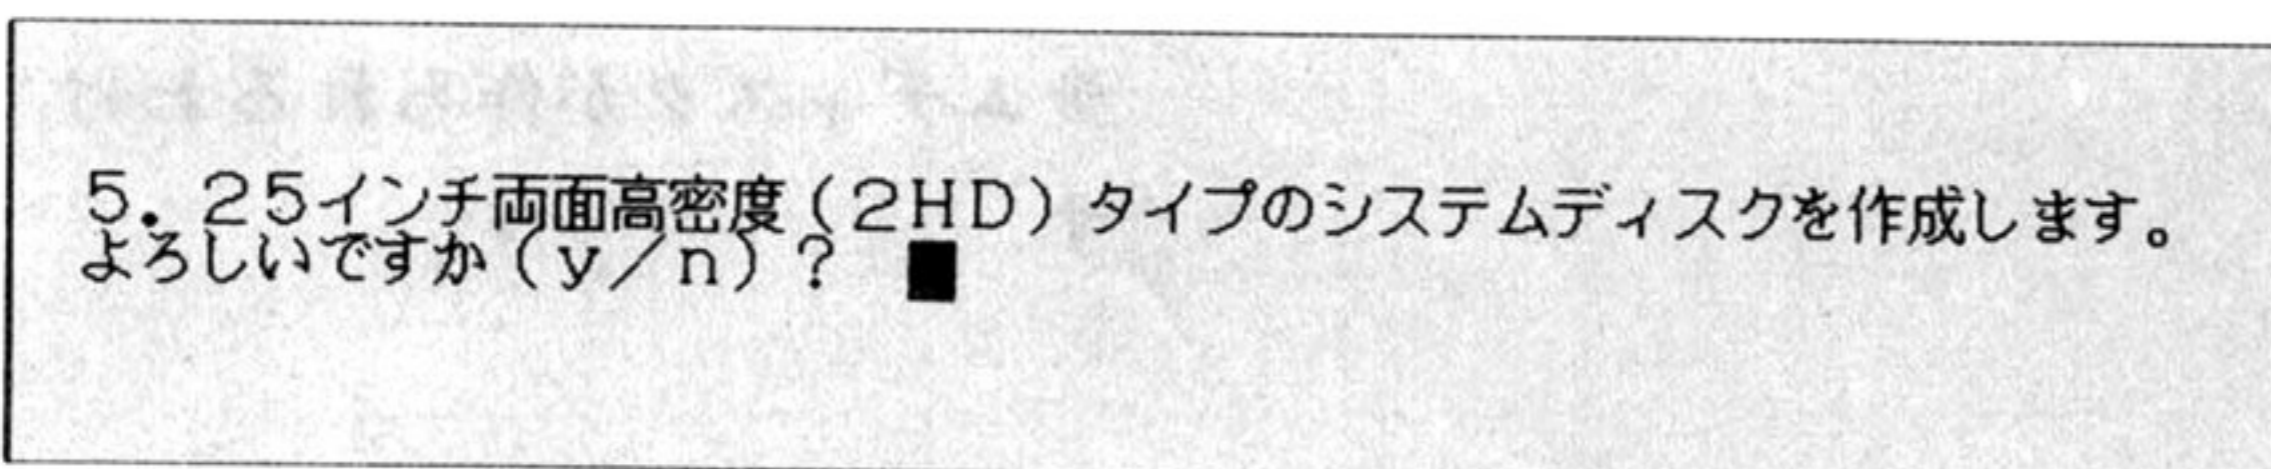 5．25インチ両面高密度（2HD）タイプのシステムディスクを作成します。
よろしいですか（y／n）？ ■